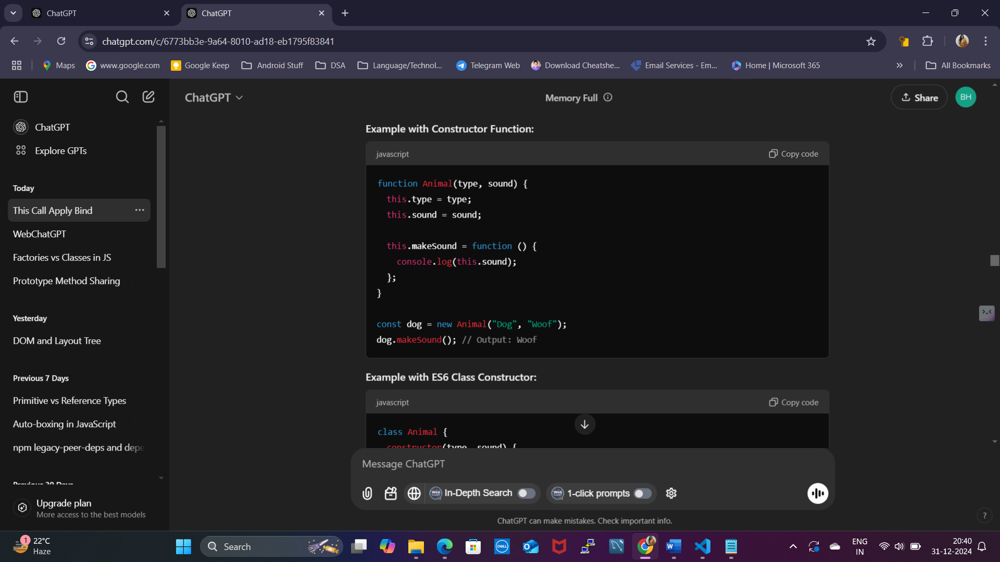 ChatGPT
ChatGPT
chatgpt.com/c/6773bb3e-9a64-8010-ad18-eb1795f83841
Maps
www.google.com
Google Keep
Android Stuff
DSA
Language/Technol...
Telegram Web
Download Cheatshe...
Email Services - Em...
Home | Microsoft 365
All Bookmarks
ChatGPT
Memory Full
Share
BH
ChatGPT
Explore GPTs
Today
This Call Apply Bind
WebChatGPT
Factories vs Classes in JS
Prototype Method Sharing
Yesterday
DOM and Layout Tree
Previous 7 Days
Primitive vs Reference Types
Auto-boxing in JavaScript
npm legacy-peer-deps and depe
Previous 30 Days
Upgrade plan
More access to the best models
Example with Constructor Function:
javascript
Copy code
function Animal(type, sound) {
this.type = type;
this.sound = sound;
this.makeSound = function () {
console.log(this.sound);
};
}
const dog = new Animal("Dog", "Woof");
dog.makeSound(); // Output: Woof
Example with ES6 Class Constructor:
javascript
Copy code
class Animal {
constructor(type, sound) {
Message ChatGPT
In-Depth Search
1-click prompts
ChatGPT can make mistakes. Check important info.
?
1
22°C
Haze
Search
DELL
ENG
IN
20:40
31-12-2024